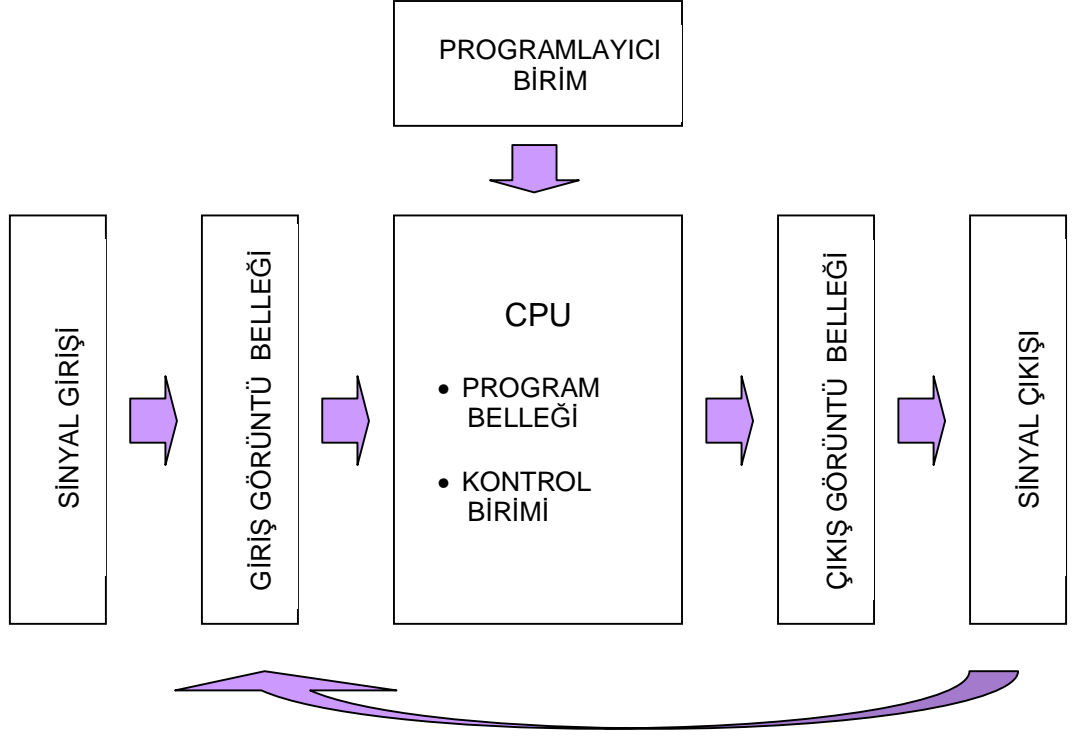 PROGRAMLAYICI
BİRİM
SİNYAL GİRİŞİ
GİRİŞ GÖRÜNTÜ BELLEĞİ
CPU
• PROGRAM
BELLEĞİ
• KONTROL
BİRİMİ
ÇIKIŞ GÖRÜNTÜ BELLEĞİ
SİNYAL ÇIKIŞI